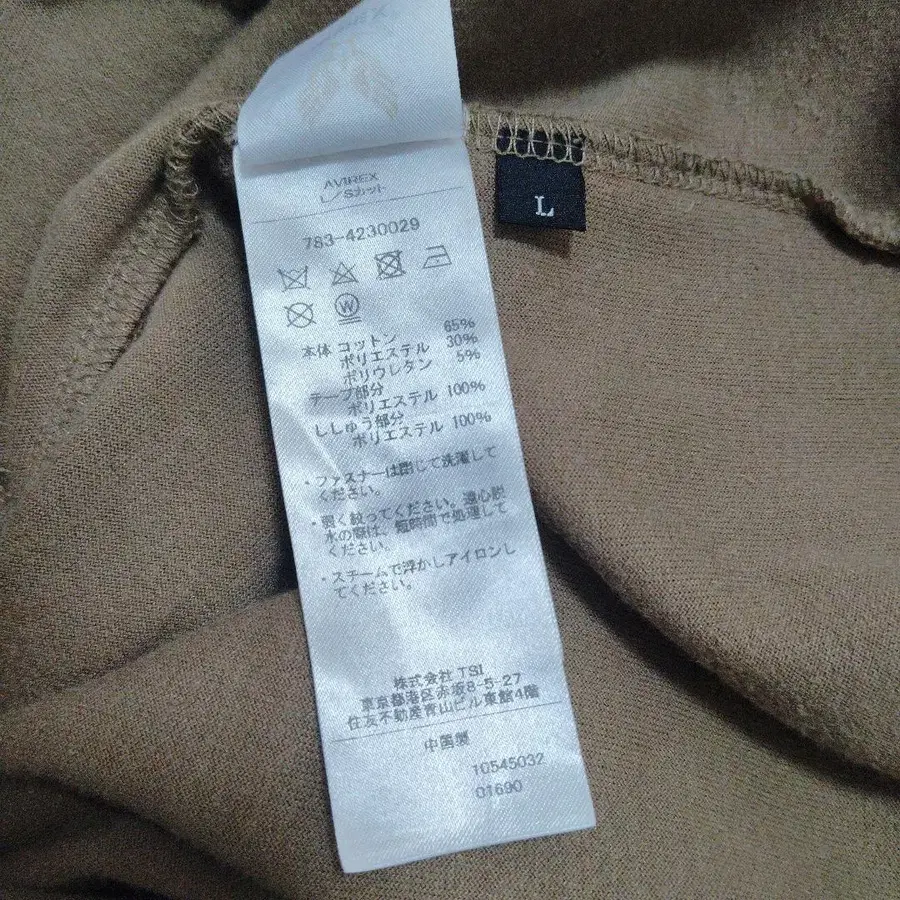 AVIREX
L/Sカット
783-4230029
W
本体 コットン 65%
ポリエステル 30%
ポリウレタン 5%
テープ部分
ポリエステル 100%
ししゅう部分
ポリエステル 100%
・ファスナーは閉じて洗濯して
ください。
・弱く絞ってください。遠心脱
水の際は、短時間で処理して
ください。
・スチームで浮かしアイロンし
てください。
株式会社 TSI
東京都港区赤坂8-5-27
住友不動産青山ビル東館4階
中国製
10545032
01690
L